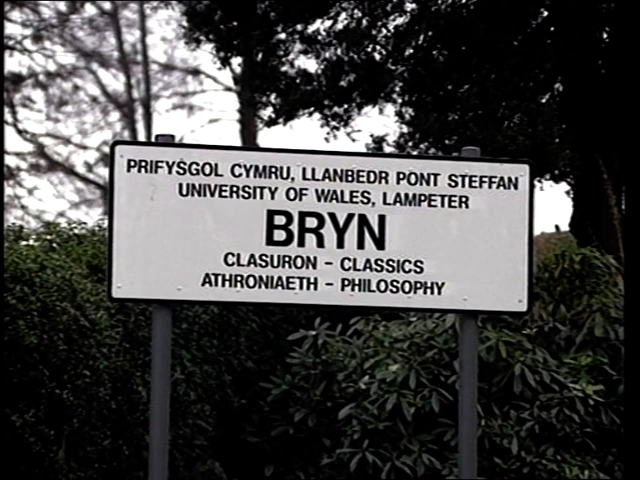 PRIFYSGOL CYMRU, LLANBEDR PONT STEFFAN
UNIVERSITY OF WALES, LAMPETER
BRYN
CLASURON - CLASSICS
ATHRONIAETH - PHILOSOPHY